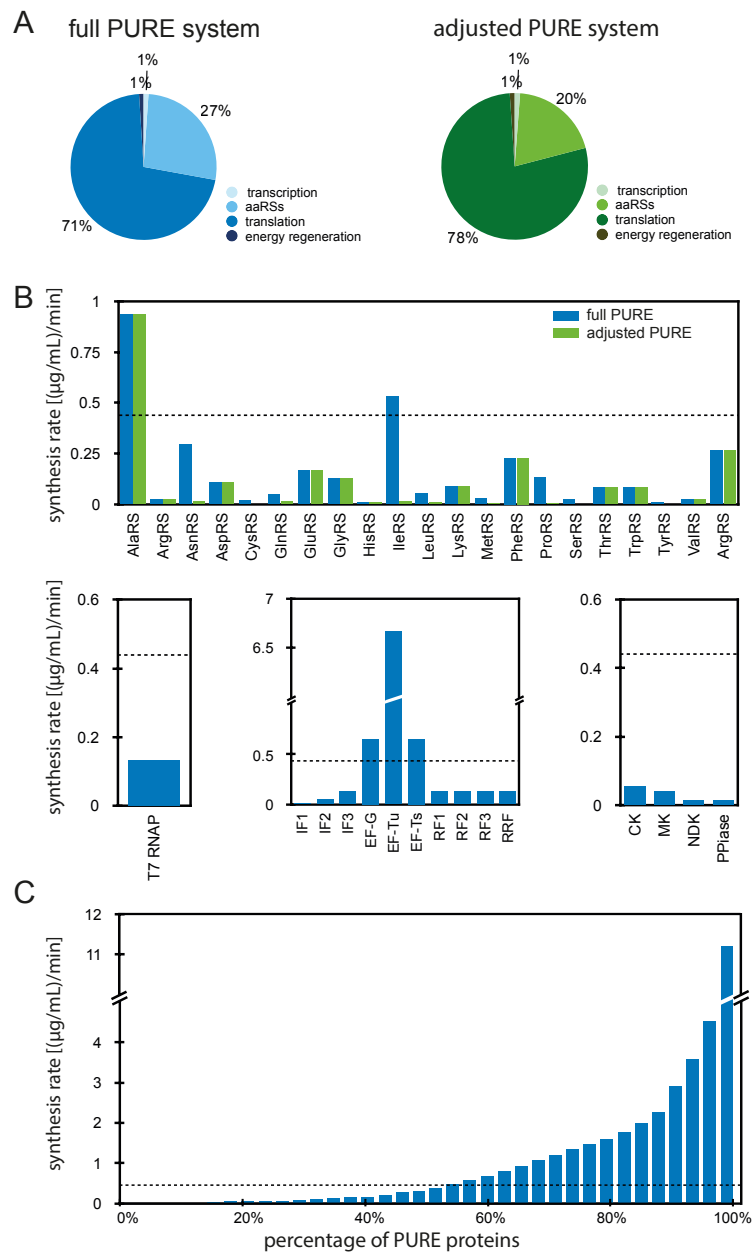 A
full PURE system
adjusted PURE system
1%
1%
27%
71%
transcription
aaRSs
translation
energy regeneration
1%
1%
20%
78%
transcription
aaRSs
translation
energy regeneration
B
synthesis rate [(µg/mL)/min]
1
0.75
0.5
0.25
0
full PURE
adjusted PURE
AlaRS
ArgRS
AsnRS
AspRS
CysRS
GlnRS
GluRS
GlyRS
HisRS
IleRS
LeuRS
LysRS
MetRS
PheRS
ProRS
SerRS
ThrRS
TrpRS
TyrRS
ValRS
ArgRS
synthesis rate [(µg/mL)/min]
0.6
0.4
0.2
0
T7 RNAP
7
6.5
0.5
0
IF1
IF2
IF3
EF-G
EF-Tu
EF-Ts
RF1
RF2
RF3
RRF
0.6
0.4
0.2
0
CK
MK
NDK
PPiase
C
synthesis rate [(µg/mL)/min]
12
11
4
3
2
1
0
0%
20%
40%
60%
80%
100%
percentage of PURE proteins